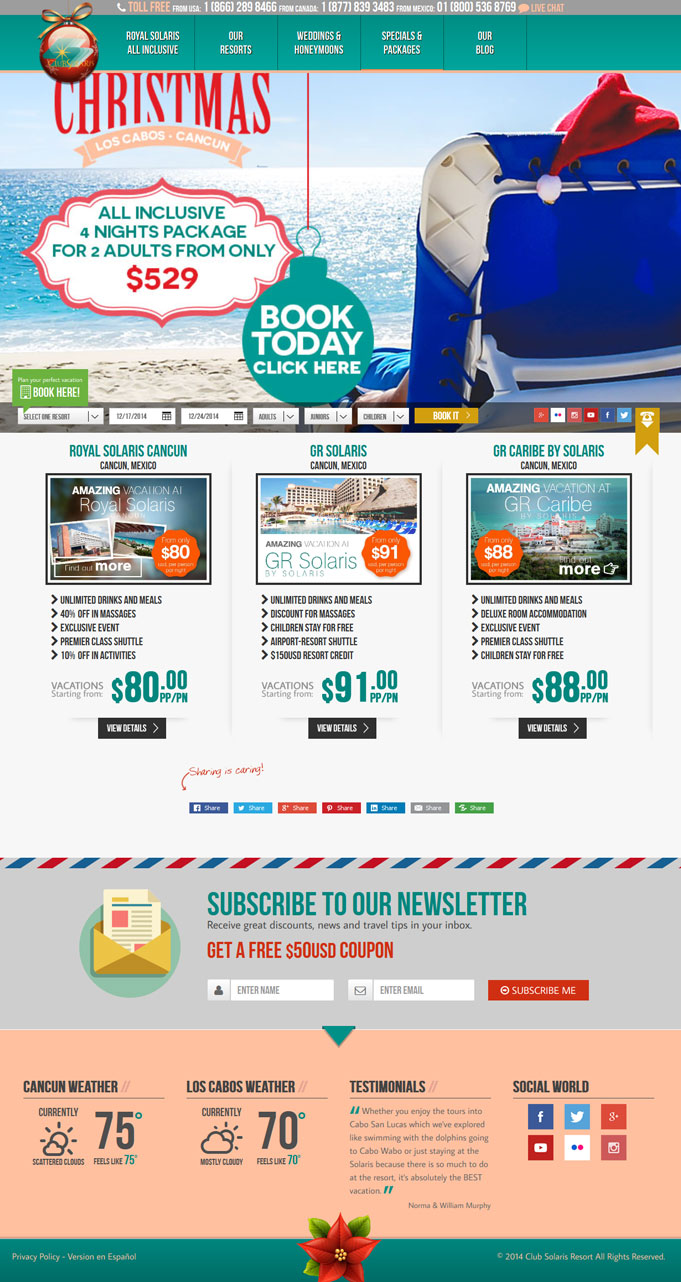 TOLL FREE FROM USA: 1 (866) 289 8466 FROM CANADA: 1 (877) 839 3483 FROM MEXICO: 01 (800) 536 8769 LIVE CHAT
ROYAL SOLARIS
ALL INCLUSIVE
OUR
RESORTS
WEDDINGS &
HONEYMOONS
SPECIALS &
PACKAGES
OUR
BLOG
CHRISTMAS
LOS CABOS · CANCUN
ALL INCLUSIVE
4 NIGHTS PACKAGE
FOR 2 ADULTS FROM ONLY
$529
BOOK
TODAY
CLICK HERE
Plan your perfect vacation
BOOK HERE!
SELECT ONE RESORT
12/17/2014
12/24/2014
ADULTS
JUNIORS
CHILDREN
BOOK IT
ROYAL SOLARIS CANCUN
CANCUN, MEXICO
AMAZING VACATION AT
Royal Solaris
CANCUN
From only
$80
usd, per person
per night
Find out more
UNLIMITED DRINKS AND MEALS
40% OFF IN MASSAGES
EXCLUSIVE EVENT
PREMIER CLASS SHUTTLE
10% OFF IN ACTIVITIES
VACATIONS
Starting from:
$80.00
PP/PN
VIEW DETAILS
GR SOLARIS
CANCUN, MEXICO
AMAZING VACATION AT
GR Solaris
BY SOLARIS
From only
$91
usd, per person
per night
UNLIMITED DRINKS AND MEALS
DISCOUNT FOR MASSAGES
CHILDREN STAY FOR FREE
AIRPORT-RESORT SHUTTLE
$150USD RESORT CREDIT
VACATIONS
Starting from:
$91.00
PP/PN
VIEW DETAILS
GR CARIBE BY SOLARIS
CANCUN, MEXICO
AMAZING VACATION AT
GR Caribe
BY SOLARIS
From only
$88
usd, per person
per night
Find out
more
UNLIMITED DRINKS AND MEALS
DELUXE ROOM ACCOMMODATION
EXCLUSIVE EVENT
PREMIER CLASS SHUTTLE
CHILDREN STAY FOR FREE
VACATIONS
Starting from:
$88.00
PP/PN
VIEW DETAILS
Sharing is caring!
Share
Share
Share
Share
Share
Share
Share
SUBSCRIBE TO OUR NEWSLETTER
Receive great discounts, news and travel tips in your inbox.
GET A FREE $50USD COUPON
ENTER NAME
ENTER EMAIL
SUBSCRIBE ME
CANCUN WEATHER //
CURRENTLY
75°
SCATTERED CLOUDS
FEELS LIKE 75°
LOS CABOS WEATHER //
CURRENTLY
70°
MOSTLY CLOUDY
FEELS LIKE 70°
TESTIMONIALS //
" Whether you enjoy the tours into
Cabo San Lucas which we've explored
like swimming with the dolphins going
to Cabo Wabo or just staying at the
Solaris because there is so much to do
at the resort, it's absolutely the BEST
vacation. "
Norma & William Murphy
SOCIAL WORLD
Privacy Policy - Version en Español
© 2014 Club Solaris Resort All Rights Reserved.